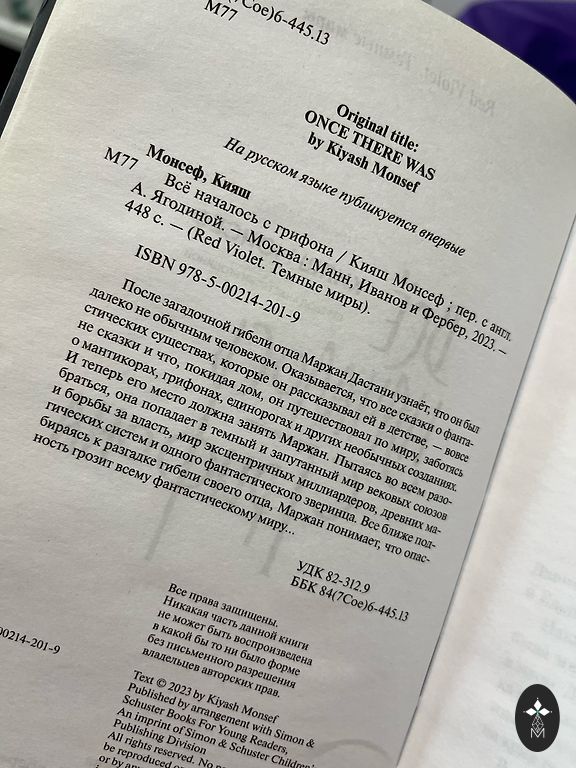 (7Сое)6-445.13
М77
Original title:
ONCE THERE WAS
by Kiyash Monsef
На русском языке публикуется впервые
Монсеф, Кияш
М77 Всё началось с грифона / Кияш Монсеф ; пер. с англ.
А. Ягодиной. — Москва : Манн, Иванов и Фербер, 2023. —
448 с. — (Red Violet. Темные миры).
ISBN 978-5-00214-201-9
После загадочной гибели отца Маржан Дастани узнаёт, что он был
далеко не обычным человеком. Оказывается, что все сказки о фанта-
стических существах, которые он рассказывал ей в детстве, — вовсе
не сказки и что, покидая дом, он путешествовал по миру, заботясь
о мантикорах, грифонах, единорогах и других необычных созданиях.
И теперь его место должна занять Маржан. Пытаясь во всем разо-
браться, она попадает в темный и запутанный мир вековых союзов
и борьбы за власть, мир эксцентричных миллиардеров, древних ма-
гических систем и одного фантастического зверинца. Все ближе под-
бираясь к разгадке гибели своего отца, Маржан понимает, что опас-
ность грозит всему фантастическому миру...
УДК 82-312.9
ББК 84(7Сое)6-445.13
Все права защищены.
Никакая часть данной книги
не может быть воспроизведена
в какой бы то ни было форме
без письменного разрешения
владельцев авторских прав.
00214-201-9
Text © 2023 by Kiyash Monsef
Published by arrangement with Simon &
Schuster Books For Young Readers,
An imprint of Simon & Schuster Children's
Publishing Division
All rights reserved. No
be reproduced o
or by an